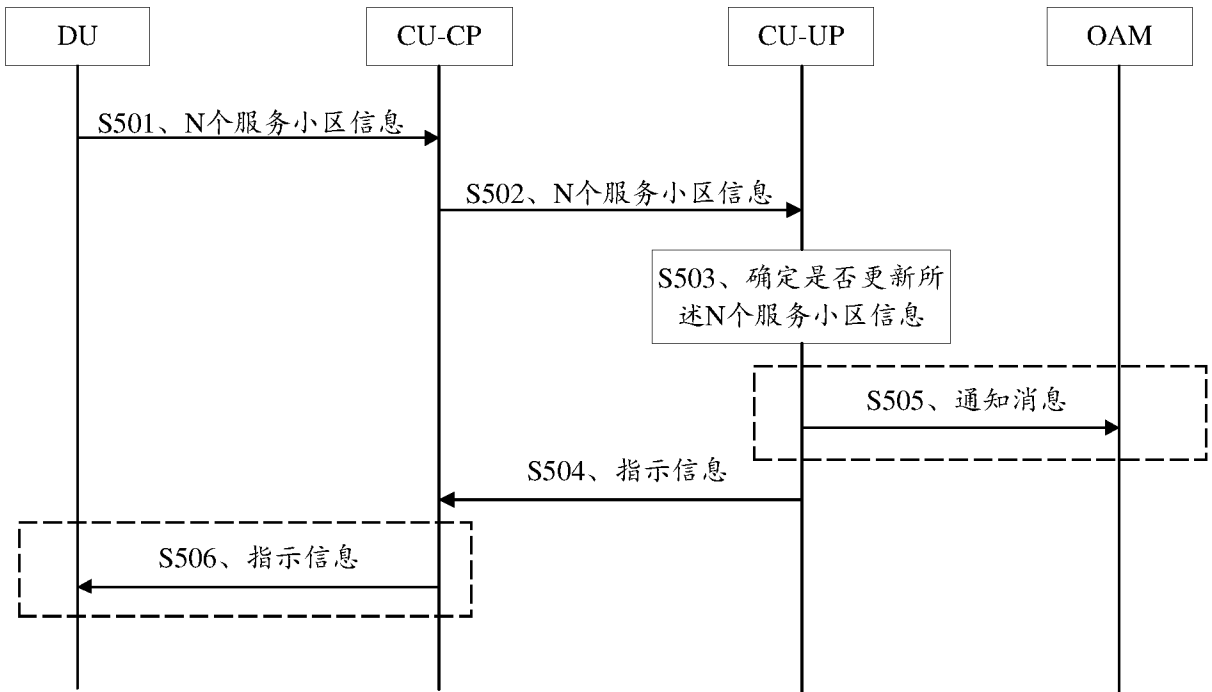 DU
CU-CP
CU-UP
OAM
S501、N个服务小区信息
S502、N个服务小区信息
S503、确定是否更新所
述N个服务小区信息
S505、通知消息
S504、指示信息
S506、指示信息